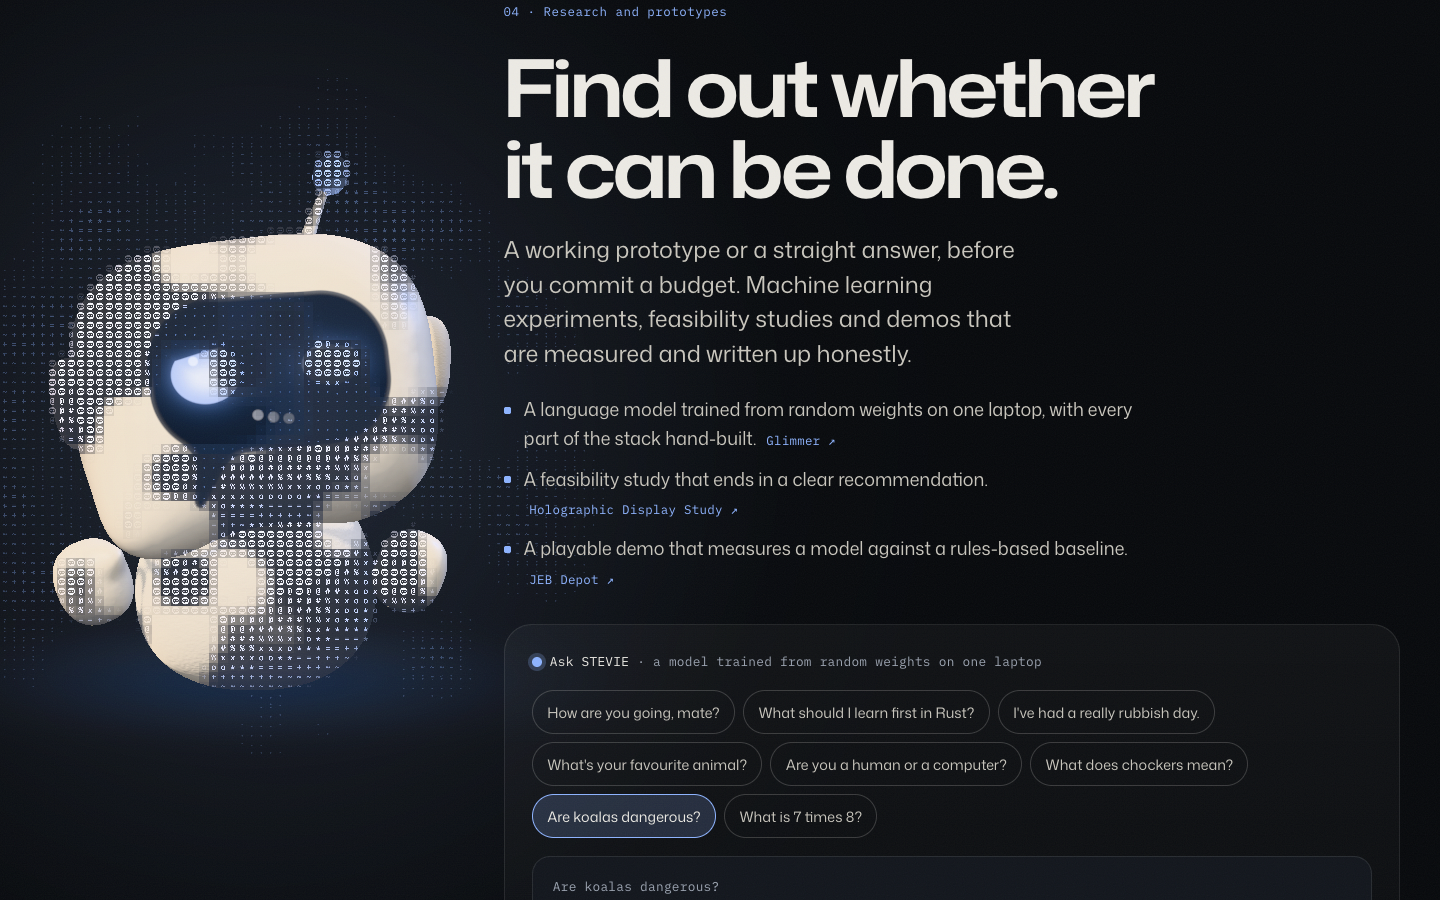 04 · Research and prototypes
Find out whether
it can be done.
A working prototype or a straight answer, before
you commit a budget. Machine learning
experiments, feasibility studies and demos that
are measured and written up honestly.
A language model trained from random weights on one laptop, with every
part of the stack hand-built. Glimmer ↗
A feasibility study that ends in a clear recommendation.
Holographic Display Study ↗
A playable demo that measures a model against a rules-based baseline.
JEB Depot ↗
Ask STEVIE · a model trained from random weights on one laptop
How are you going, mate? What should I learn first in Rust? I've had a really rubbish day.
What's your favourite animal? Are you a human or a computer? What does chockers mean?
Are koalas dangerous? What is 7 times 8?
Are koalas dangerous?